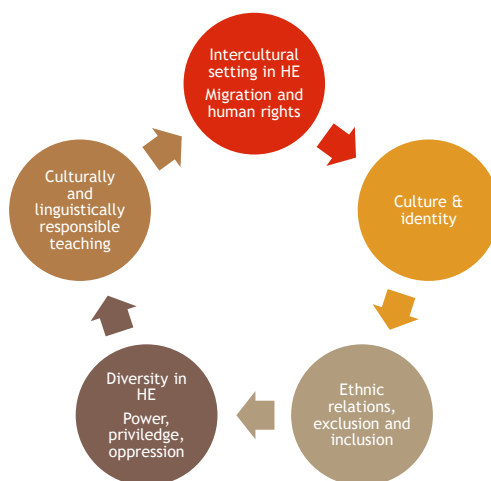 Intercultural
setting in HE
Migration and
human rights
Culture &
identity
Ethnic
relations,
exclusion and
inclusion
Diversity in
HE
Power,
priviledge,
oppression
Culturally
and
linguistically
responsible
teaching